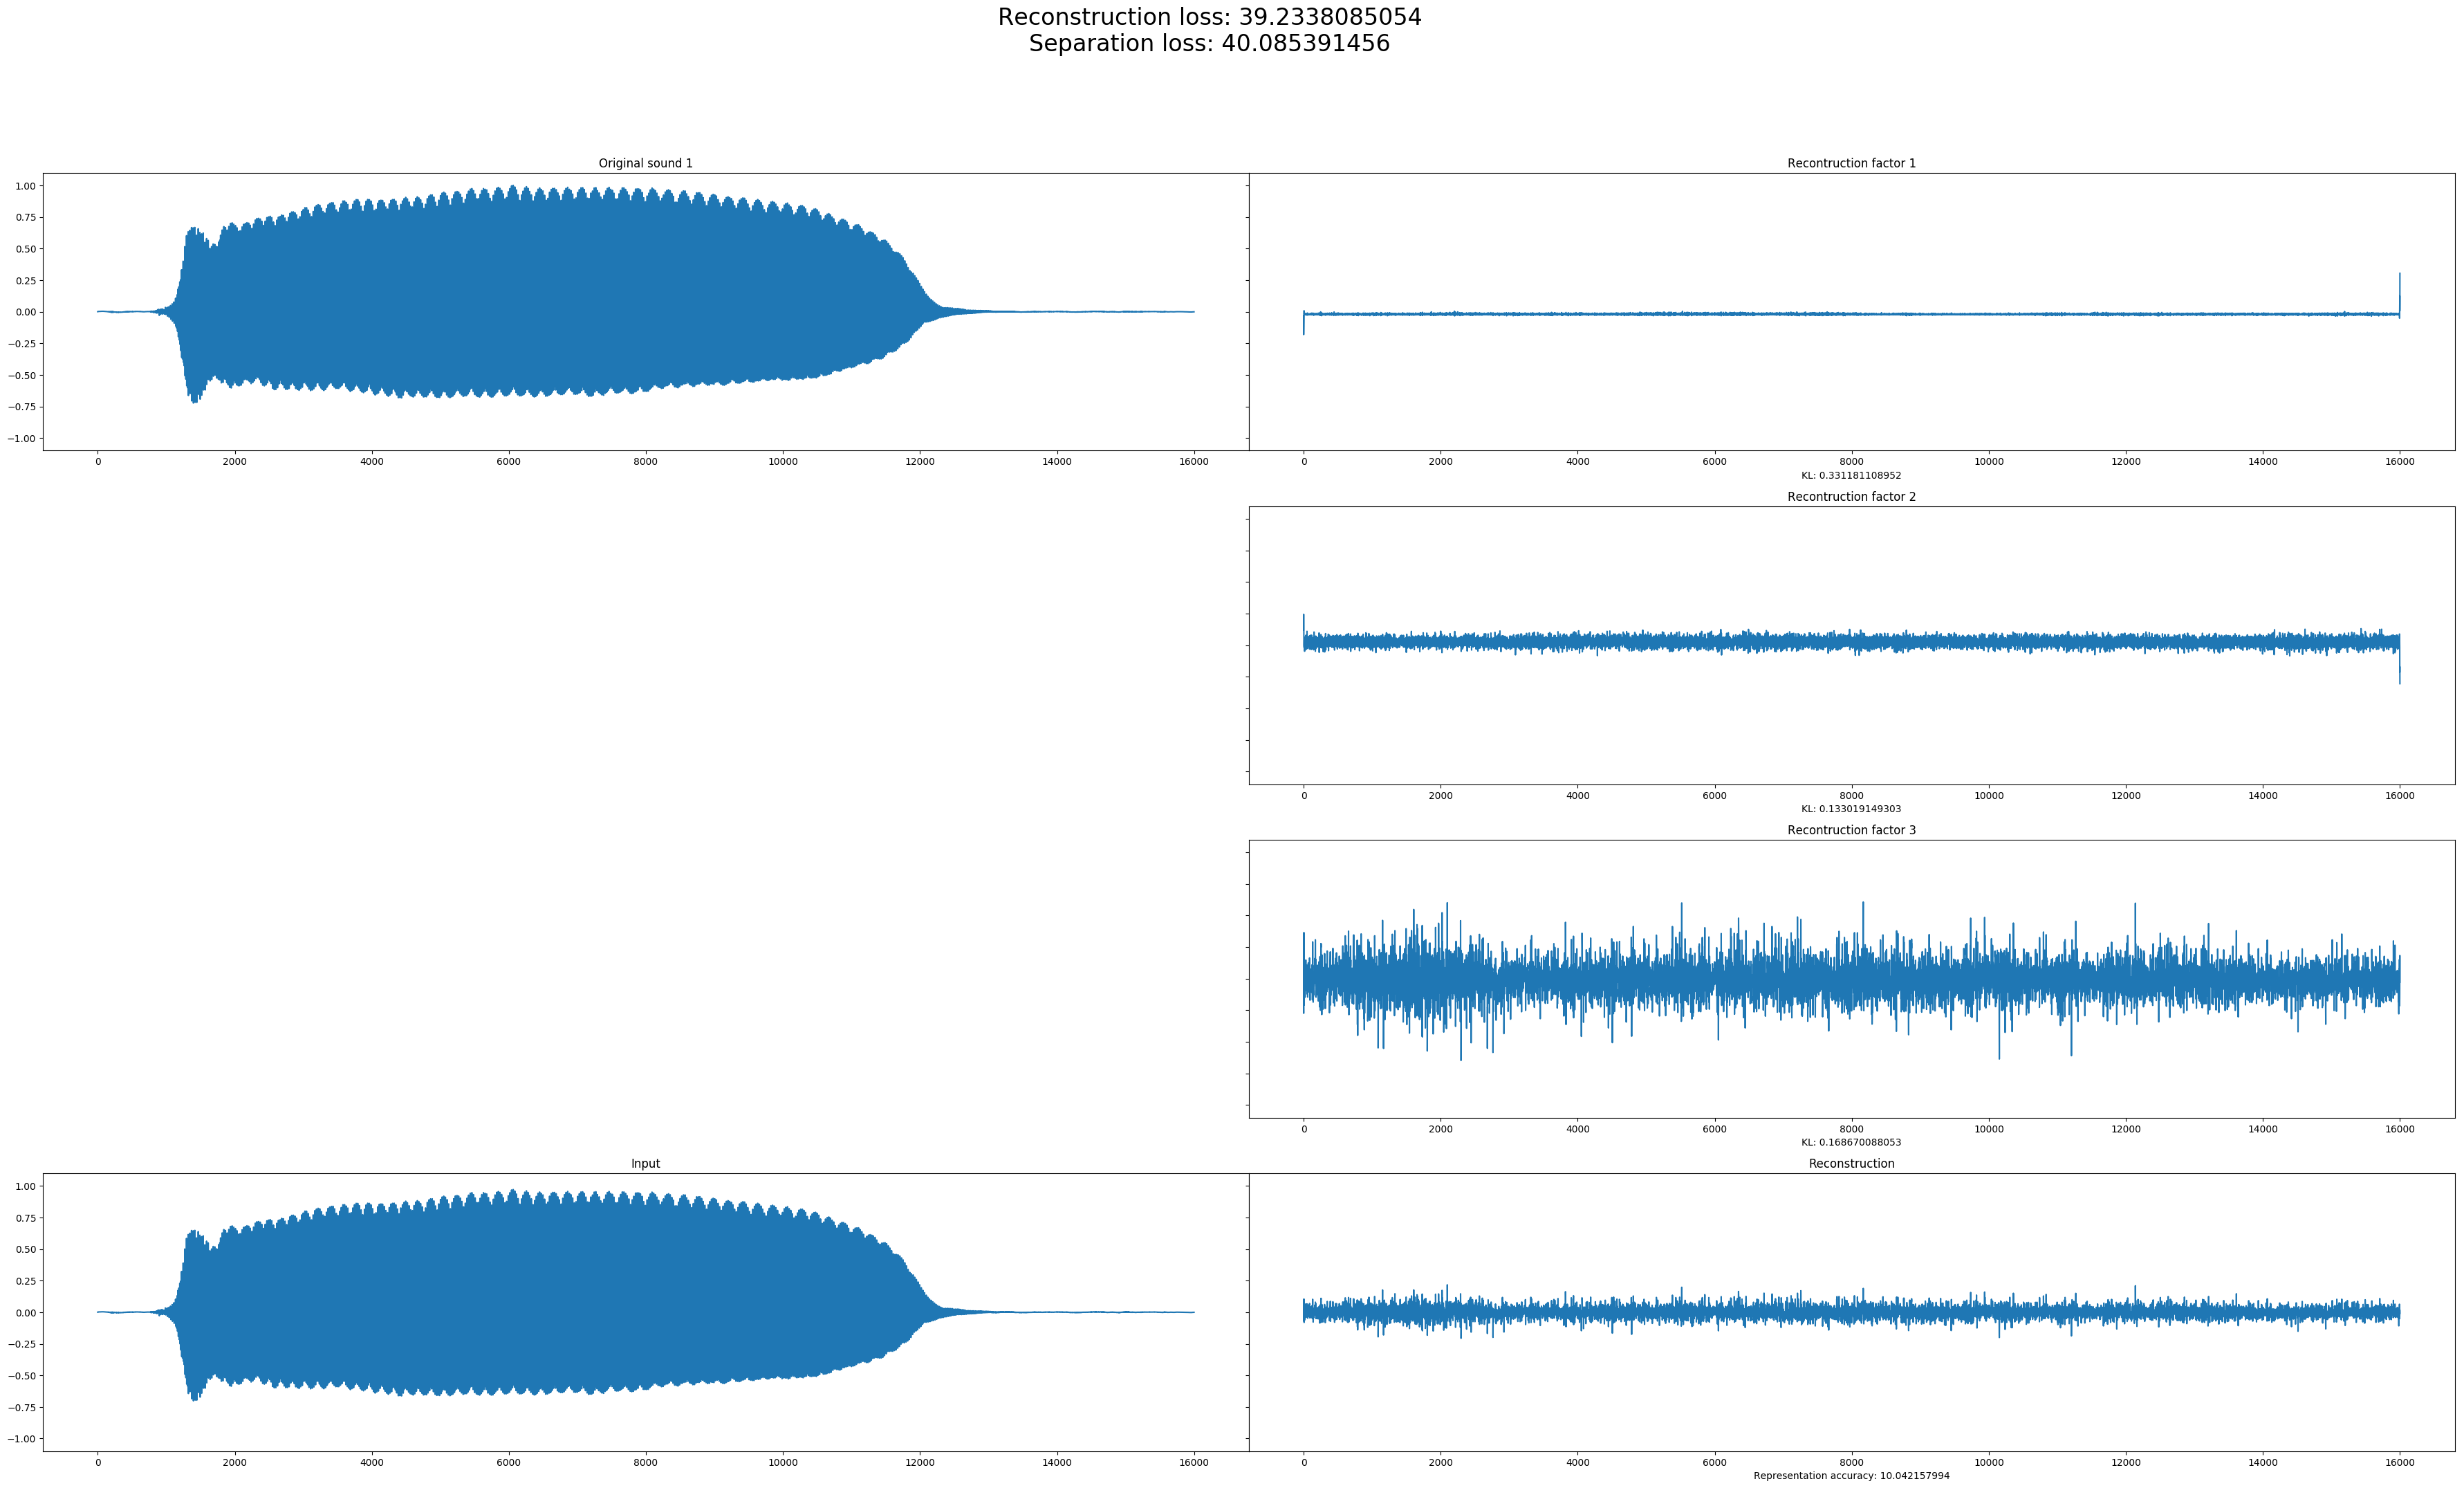 Reconstruction loss: 39.2338085054
Separation loss: 40.085391456
Original sound 1
1.00
0.75
0.50
0.25
0.00
−0.25
−0.50
−0.75
−1.00
0 2000 4000 6000 8000 10000 12000 14000 16000
Recontruction factor 1
0 2000 4000 6000 8000 10000 12000 14000 16000
KL: 0.331181108952
Recontruction factor 2
0 2000 4000 6000 8000 10000 12000 14000 16000
KL: 0.133019149303
Recontruction factor 3
0 2000 4000 6000 8000 10000 12000 14000 16000
KL: 0.168670088053
Input
1.00
0.75
0.50
0.25
0.00
−0.25
−0.50
−0.75
−1.00
0 2000 4000 6000 8000 10000 12000 14000 16000
Reconstruction
0 2000 4000 6000 8000 10000 12000 14000 16000
Representation accuracy: 10.042157994